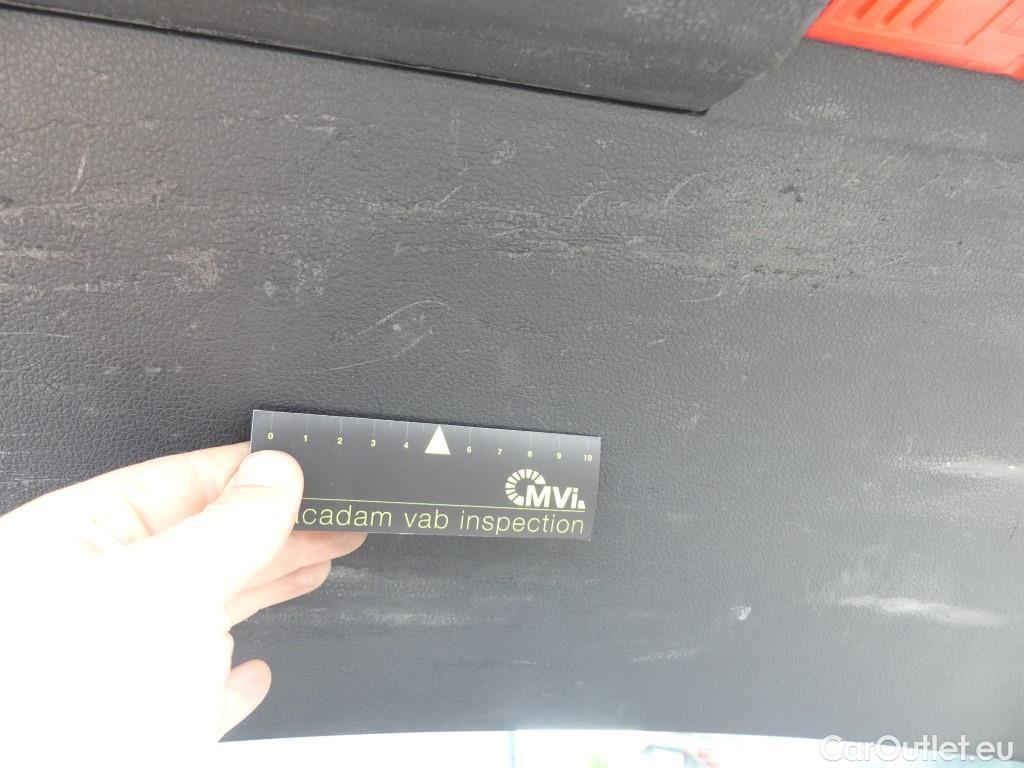 0 1 2 3 4 6 7 8 9 10
MVi
acadam vab inspection
CarOutlet.eu